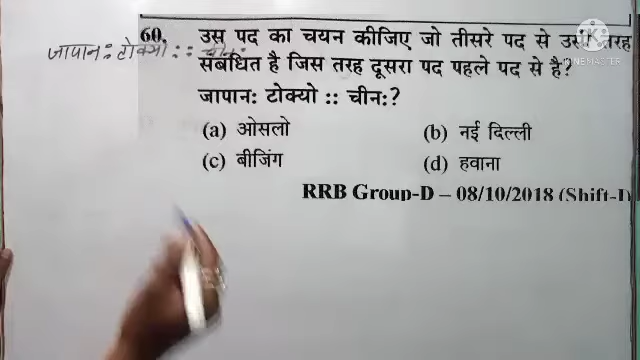 60. उस पद का चयन कीजिए जो तीसरे पद से उसी तरह
संबंधित है जिस तरह दूसरा पद पहले पद से है?
जापान: टोक्यो :: चीन:
जापान: टोक्यो :: चीन:?
(a) ओसलो (b) नई दिल्ली
(c) बीजिंग (d) हवाना
RRB Group-D – 08/10/2018 (Shift-I)
KINEMASTER